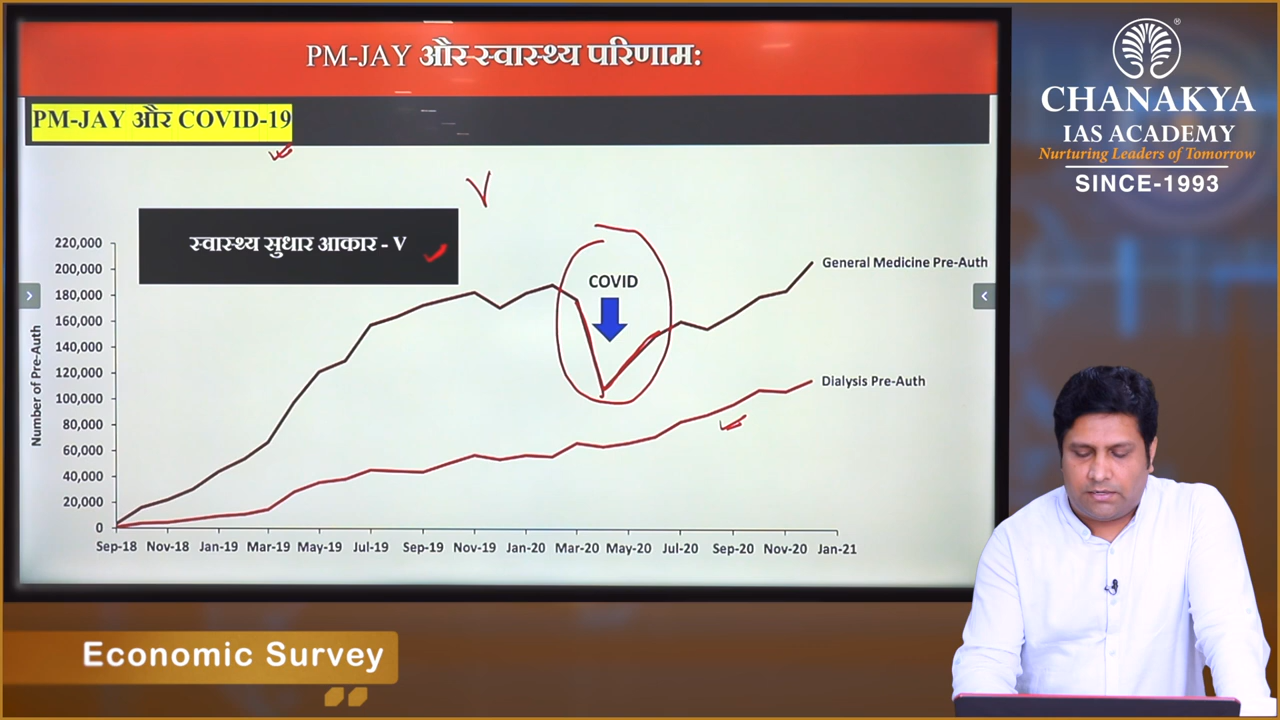 PM-JAY और स्वास्थ्य परिणाम:
PM-JAY और COVID-19
V
स्वास्थ्य सुधार आकार - V
220,000
200,000
180,000
160,000
140,000
120,000
100,000
80,000
60,000
40,000
20,000
0
Number of Pre-Auth
COVID
General Medicine Pre-Auth
Dialysis Pre-Auth
Sep-18 Nov-18 Jan-19 Mar-19 May-19 Jul-19 Sep-19 Nov-19 Jan-20 Mar-20 May-20 Jul-20 Sep-20 Nov-20 Jan-21
CHANAKYA
IAS ACADEMY
Nurturing Leaders of Tomorrow
SINCE-1993
Economic Survey